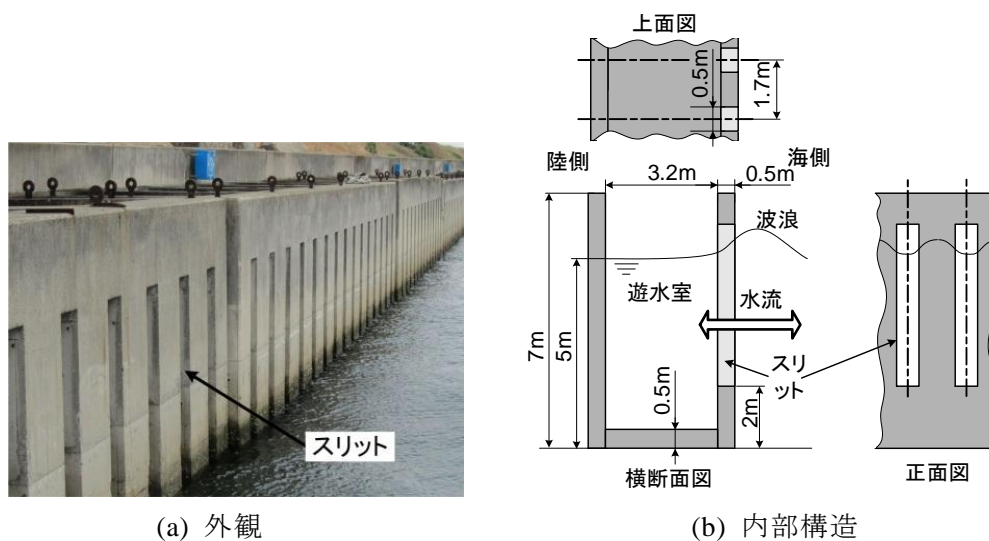 上面図
0.5m
1.7m
陸側
海側
3.2m
0.5m
波浪
遊水室
水流
7m
5m
スリ
ット
0.5m
2m
横断面図
正面図
スリット
(a) 外観
(b) 内部構造